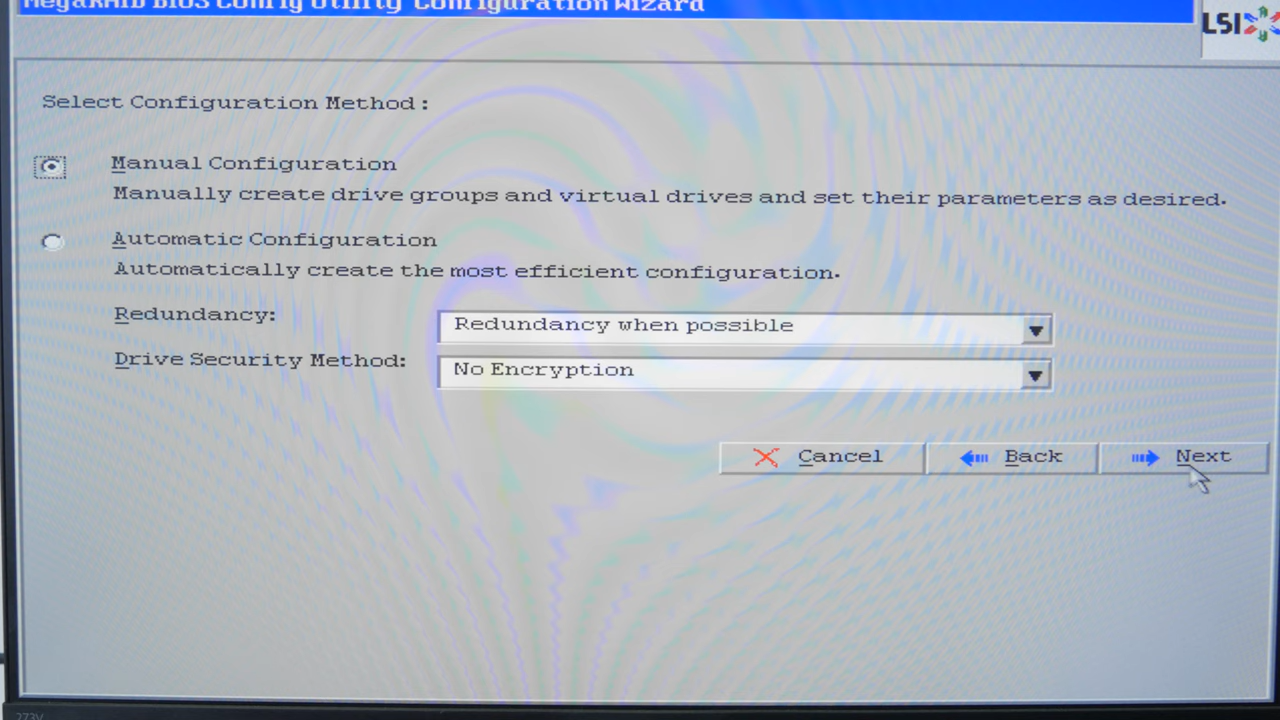 MegaRAID BIOS Config Utility Configuration Wizard
LSI
Select Configuration Method:
Manual Configuration
Manually create drive groups and virtual drives and set their parameters as desired.
Automatic Configuration
Automatically create the most efficient configuration.
Redundancy: Redundancy when possible
Drive Security Method: No Encryption
Cancel Back Next
273V